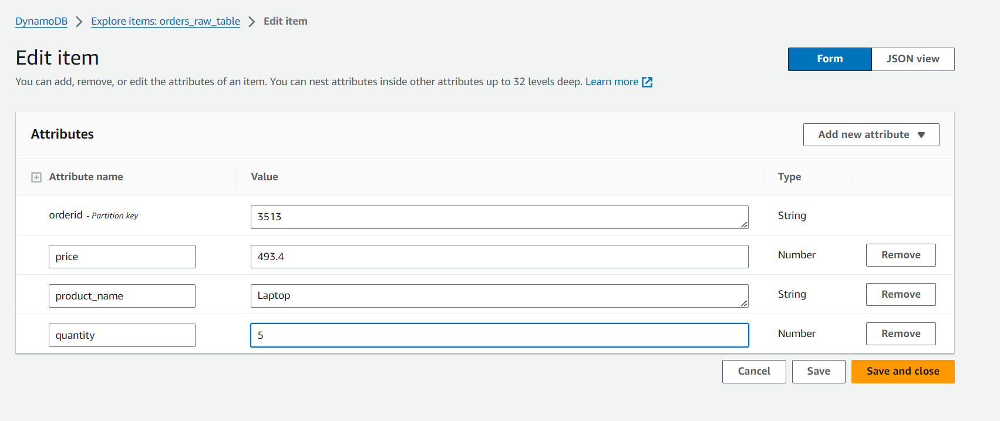 DynamoDB > Explore items: orders_raw_table > Edit item
Edit item
Form JSON view
You can add, remove, or edit the attributes of an item. You can nest attributes inside other attributes up to 32 levels deep. Learn more
Attributes
Add new attribute ▼
Attribute name Value Type
orderid - Partition key 3513 String
price 493.4 Number Remove
product_name Laptop String Remove
quantity 5 Number Remove
Cancel Save Save and close